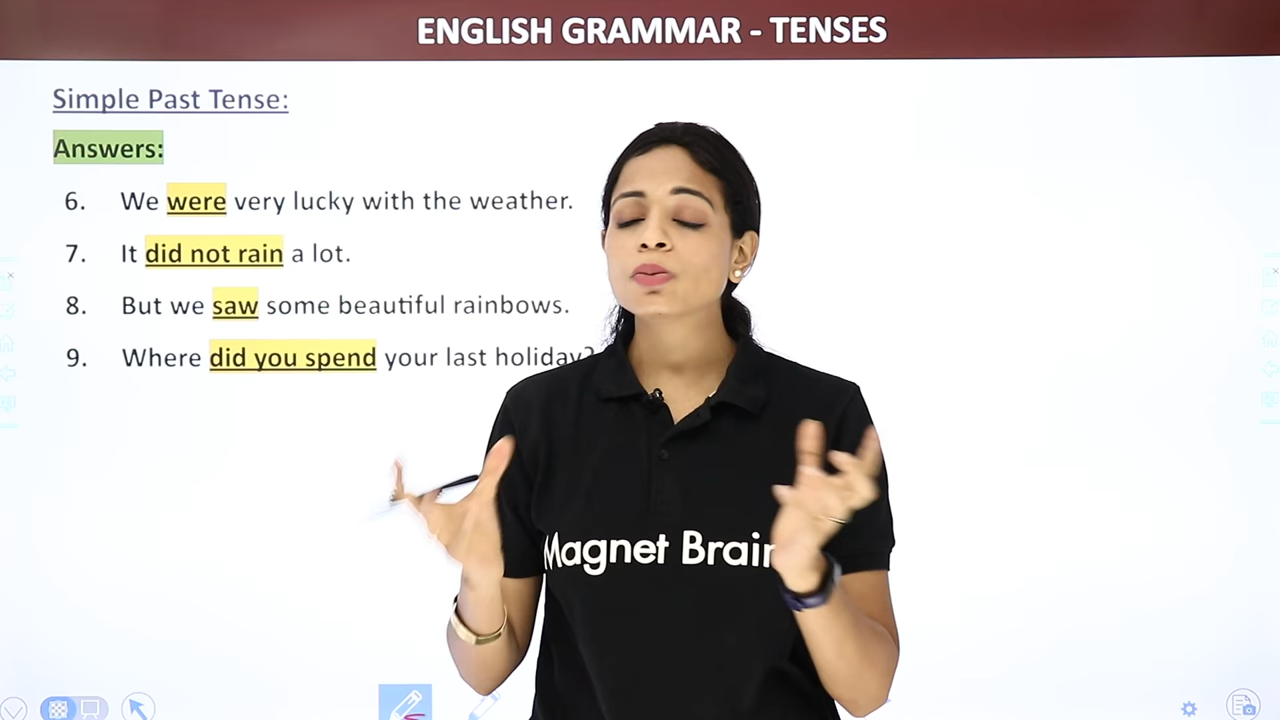 ENGLISH GRAMMAR - TENSES
Simple Past Tense:
Answers:
6. We were very lucky with the weather.
7. It did not rain a lot.
8. But we saw some beautiful rainbows.
9. Where did you spend your last holiday?
Magnet Brain